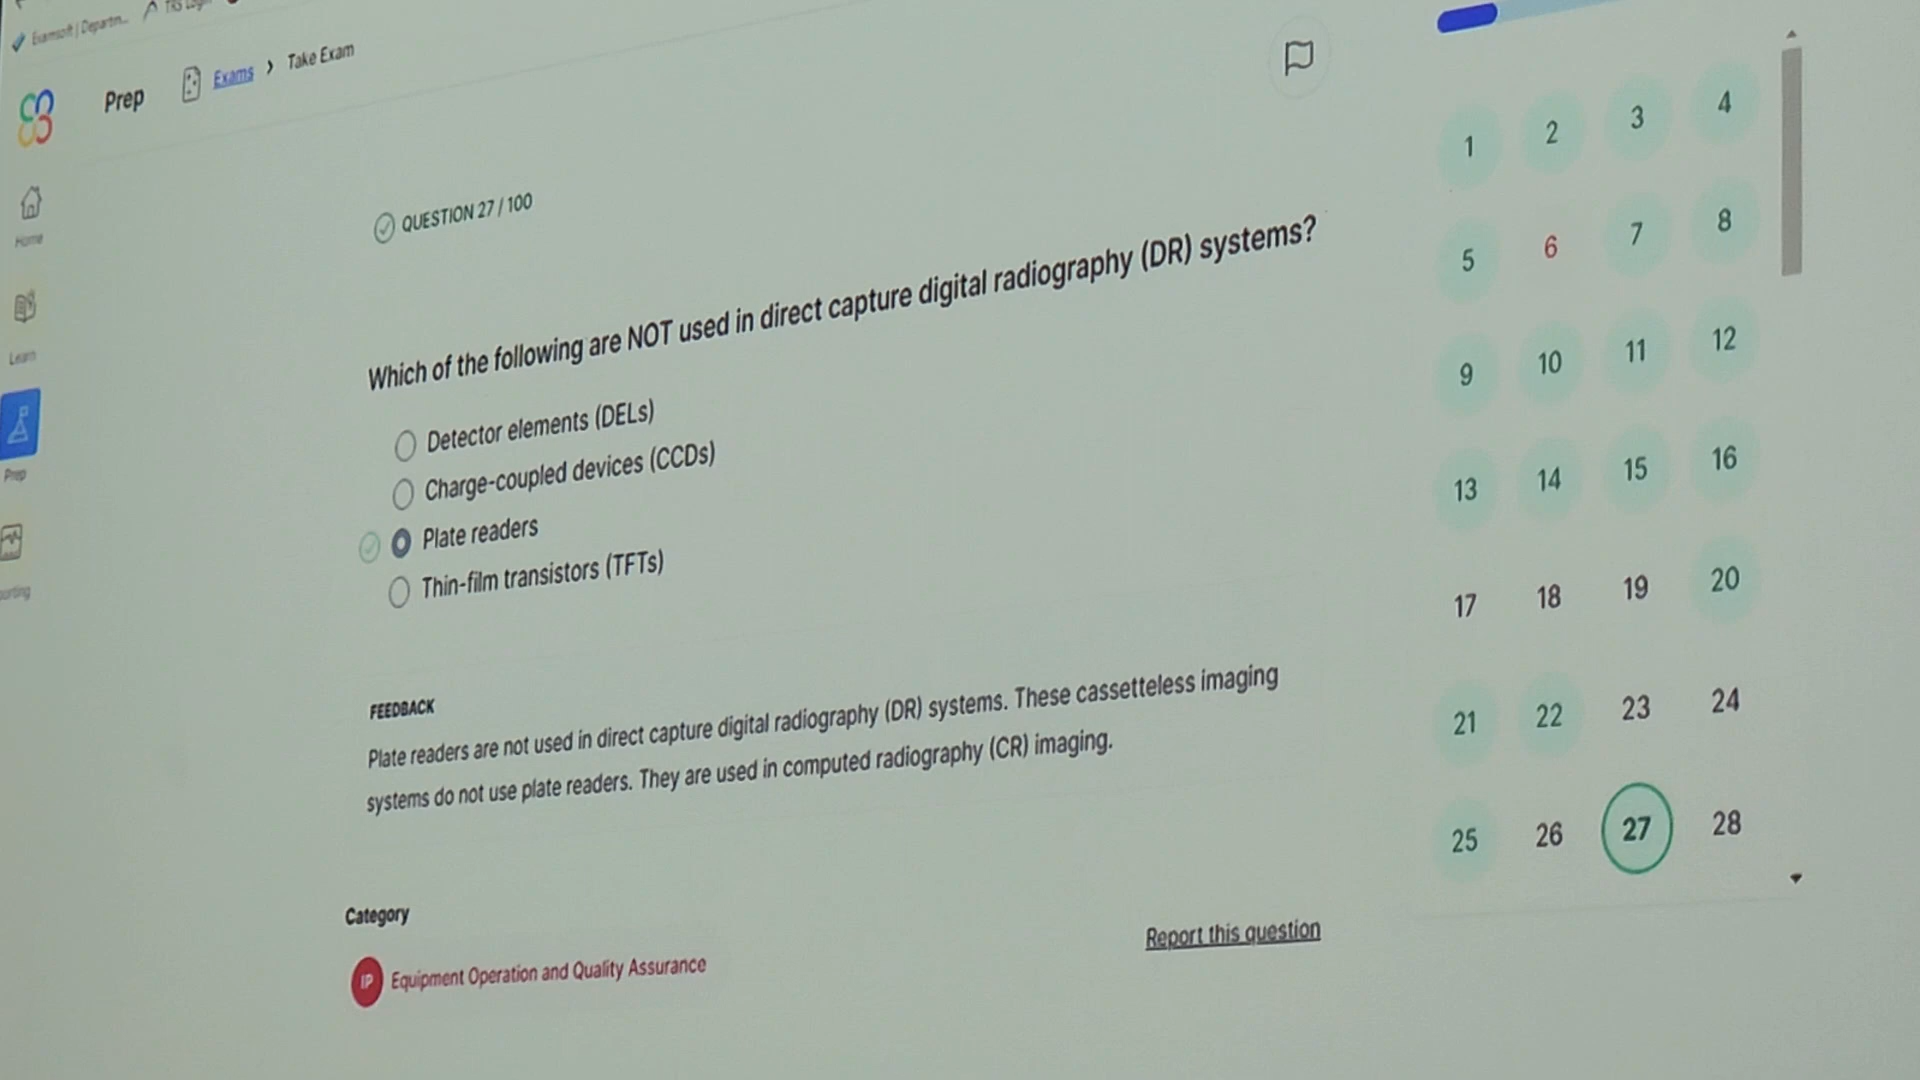 Examsoft | Departm...
Prep
Exams > Take Exam
Home
Learn
Prep
QUESTION 27 / 100
Which of the following are NOT used in direct capture digital radiography (DR) systems?
Detector elements (DELs)
Charge-coupled devices (CCDs)
Plate readers
Thin-film transistors (TFTs)
FEEDBACK
Plate readers are not used in direct capture digital radiography (DR) systems. These cassetteless imaging
systems do not use plate readers. They are used in computed radiography (CR) imaging.
Category
IP Equipment Operation and Quality Assurance
Report this question
1 2 3 4
5 6 7 8
9 10 11 12
13 14 15 16
17 18 19 20
21 22 23 24
25 26 27 28